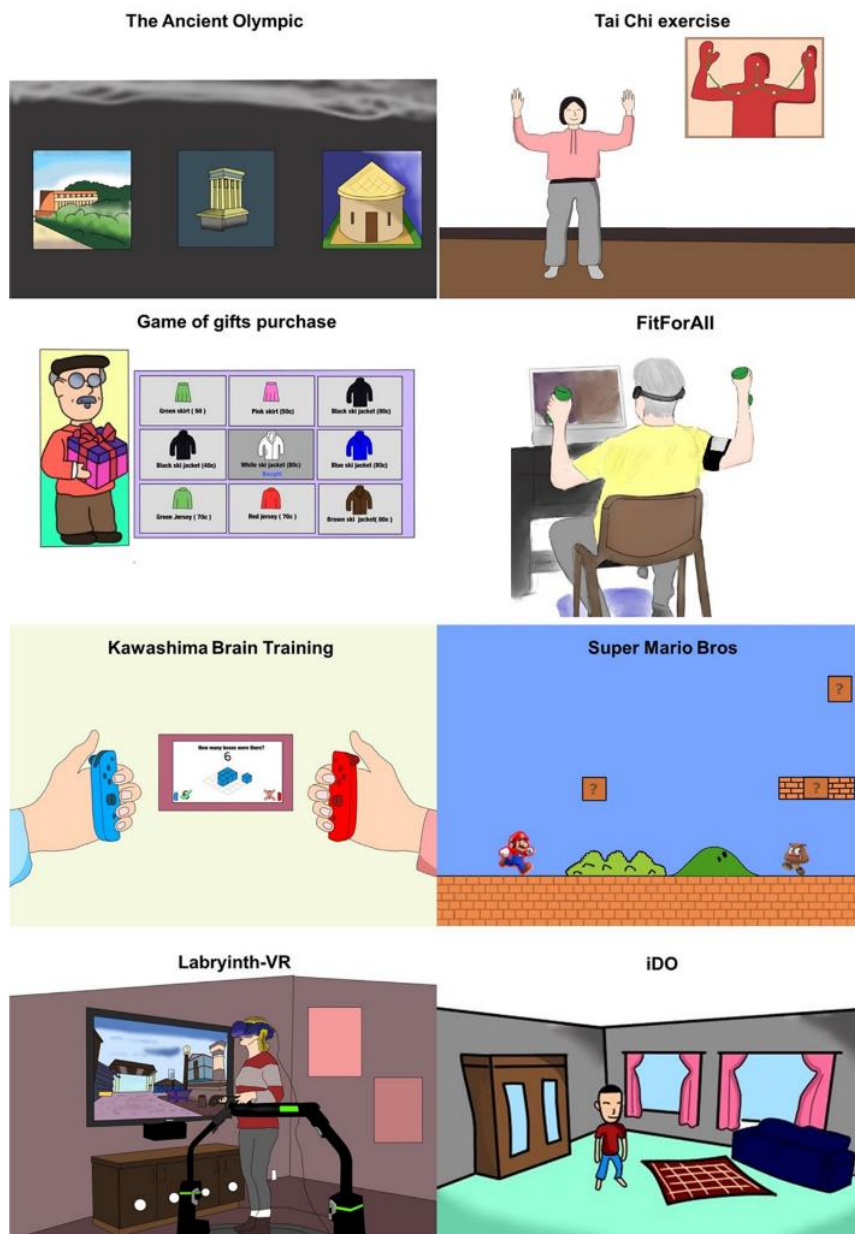 The Ancient Olympic
Tai Chi exercise
Game of gifts purchase
FitForAll
Green skirt ( 50 )
Pink skirt (50c)
Black ski jacket (80c)
Black ski jacket (40c)
White ski jacket (80c)
Bought
Blue ski jacket (80c)
Green Jersey ( 70c )
Red jersey ( 70c )
Brown ski jacket( 80c )
Kawashima Brain Training
Super Mario Bros
How many boxes were there?
6
?
?
?
Labryinth-VR
iDO